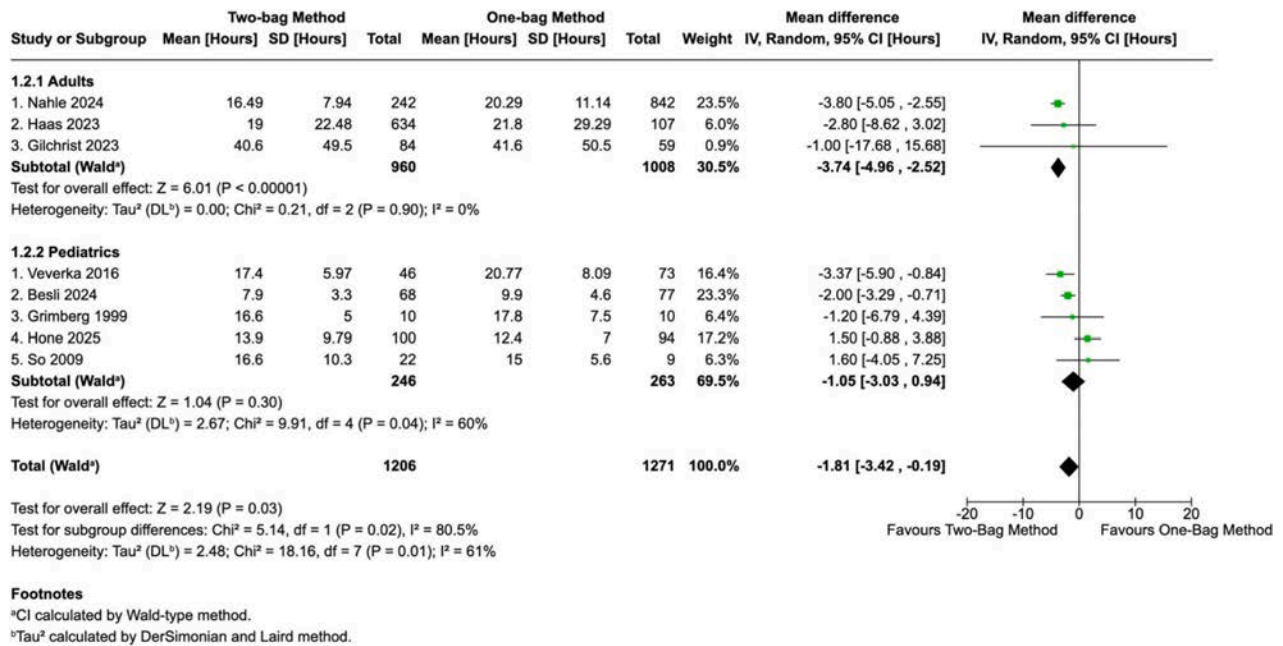 Two-bag Method One-bag Method Mean difference Mean difference
Study or Subgroup Mean [Hours] SD [Hours] Total Mean [Hours] SD [Hours] Total Weight IV, Random, 95% CI [Hours] IV, Random, 95% CI [Hours]
1.2.1 Adults
1. Nahle 2024 16.49 7.94 242 20.29 11.14 842 23.5% -3.80 [-5.05 , -2.55]
2. Haas 2023 19 22.48 634 21.8 29.29 107 6.0% -2.80 [-8.62 , 3.02]
3. Gilchrist 2023 40.6 49.5 84 41.6 50.5 59 0.9% -1.00 [-17.68 , 15.68]
Subtotal (Waldᵃ) 960 1008 30.5% -3.74 [-4.96 , -2.52]
Test for overall effect: Z = 6.01 (P < 0.00001)
Heterogeneity: Tau² (DLᵇ) = 0.00; Chi² = 0.21, df = 2 (P = 0.90); I² = 0%
1.2.2 Pediatrics
1. Veverka 2016 17.4 5.97 46 20.77 8.09 73 16.4% -3.37 [-5.90 , -0.84]
2. Besli 2024 7.9 3.3 68 9.9 4.6 77 23.3% -2.00 [-3.29 , -0.71]
3. Grimberg 1999 16.6 5 10 17.8 7.5 10 6.4% -1.20 [-6.79 , 4.39]
4. Hone 2025 13.9 9.79 100 12.4 7 94 17.2% 1.50 [-0.88 , 3.88]
5. So 2009 16.6 10.3 22 15 5.6 9 6.3% 1.60 [-4.05 , 7.25]
Subtotal (Waldᵃ) 246 263 69.5% -1.05 [-3.03 , 0.94]
Test for overall effect: Z = 1.04 (P = 0.30)
Heterogeneity: Tau² (DLᵇ) = 2.67; Chi² = 9.91, df = 4 (P = 0.04); I² = 60%
Total (Waldᵃ) 1206 1271 100.0% -1.81 [-3.42 , -0.19]
Test for overall effect: Z = 2.19 (P = 0.03)
Test for subgroup differences: Chi² = 5.14, df = 1 (P = 0.02), I² = 80.5%
Heterogeneity: Tau² (DLᵇ) = 2.48; Chi² = 18.16, df = 7 (P = 0.01); I² = 61%
-20 -10 0 10 20
Favours Two-Bag Method Favours One-Bag Method
Footnotes
ᵃCI calculated by Wald-type method.
ᵇTau² calculated by DerSimonian and Laird method.